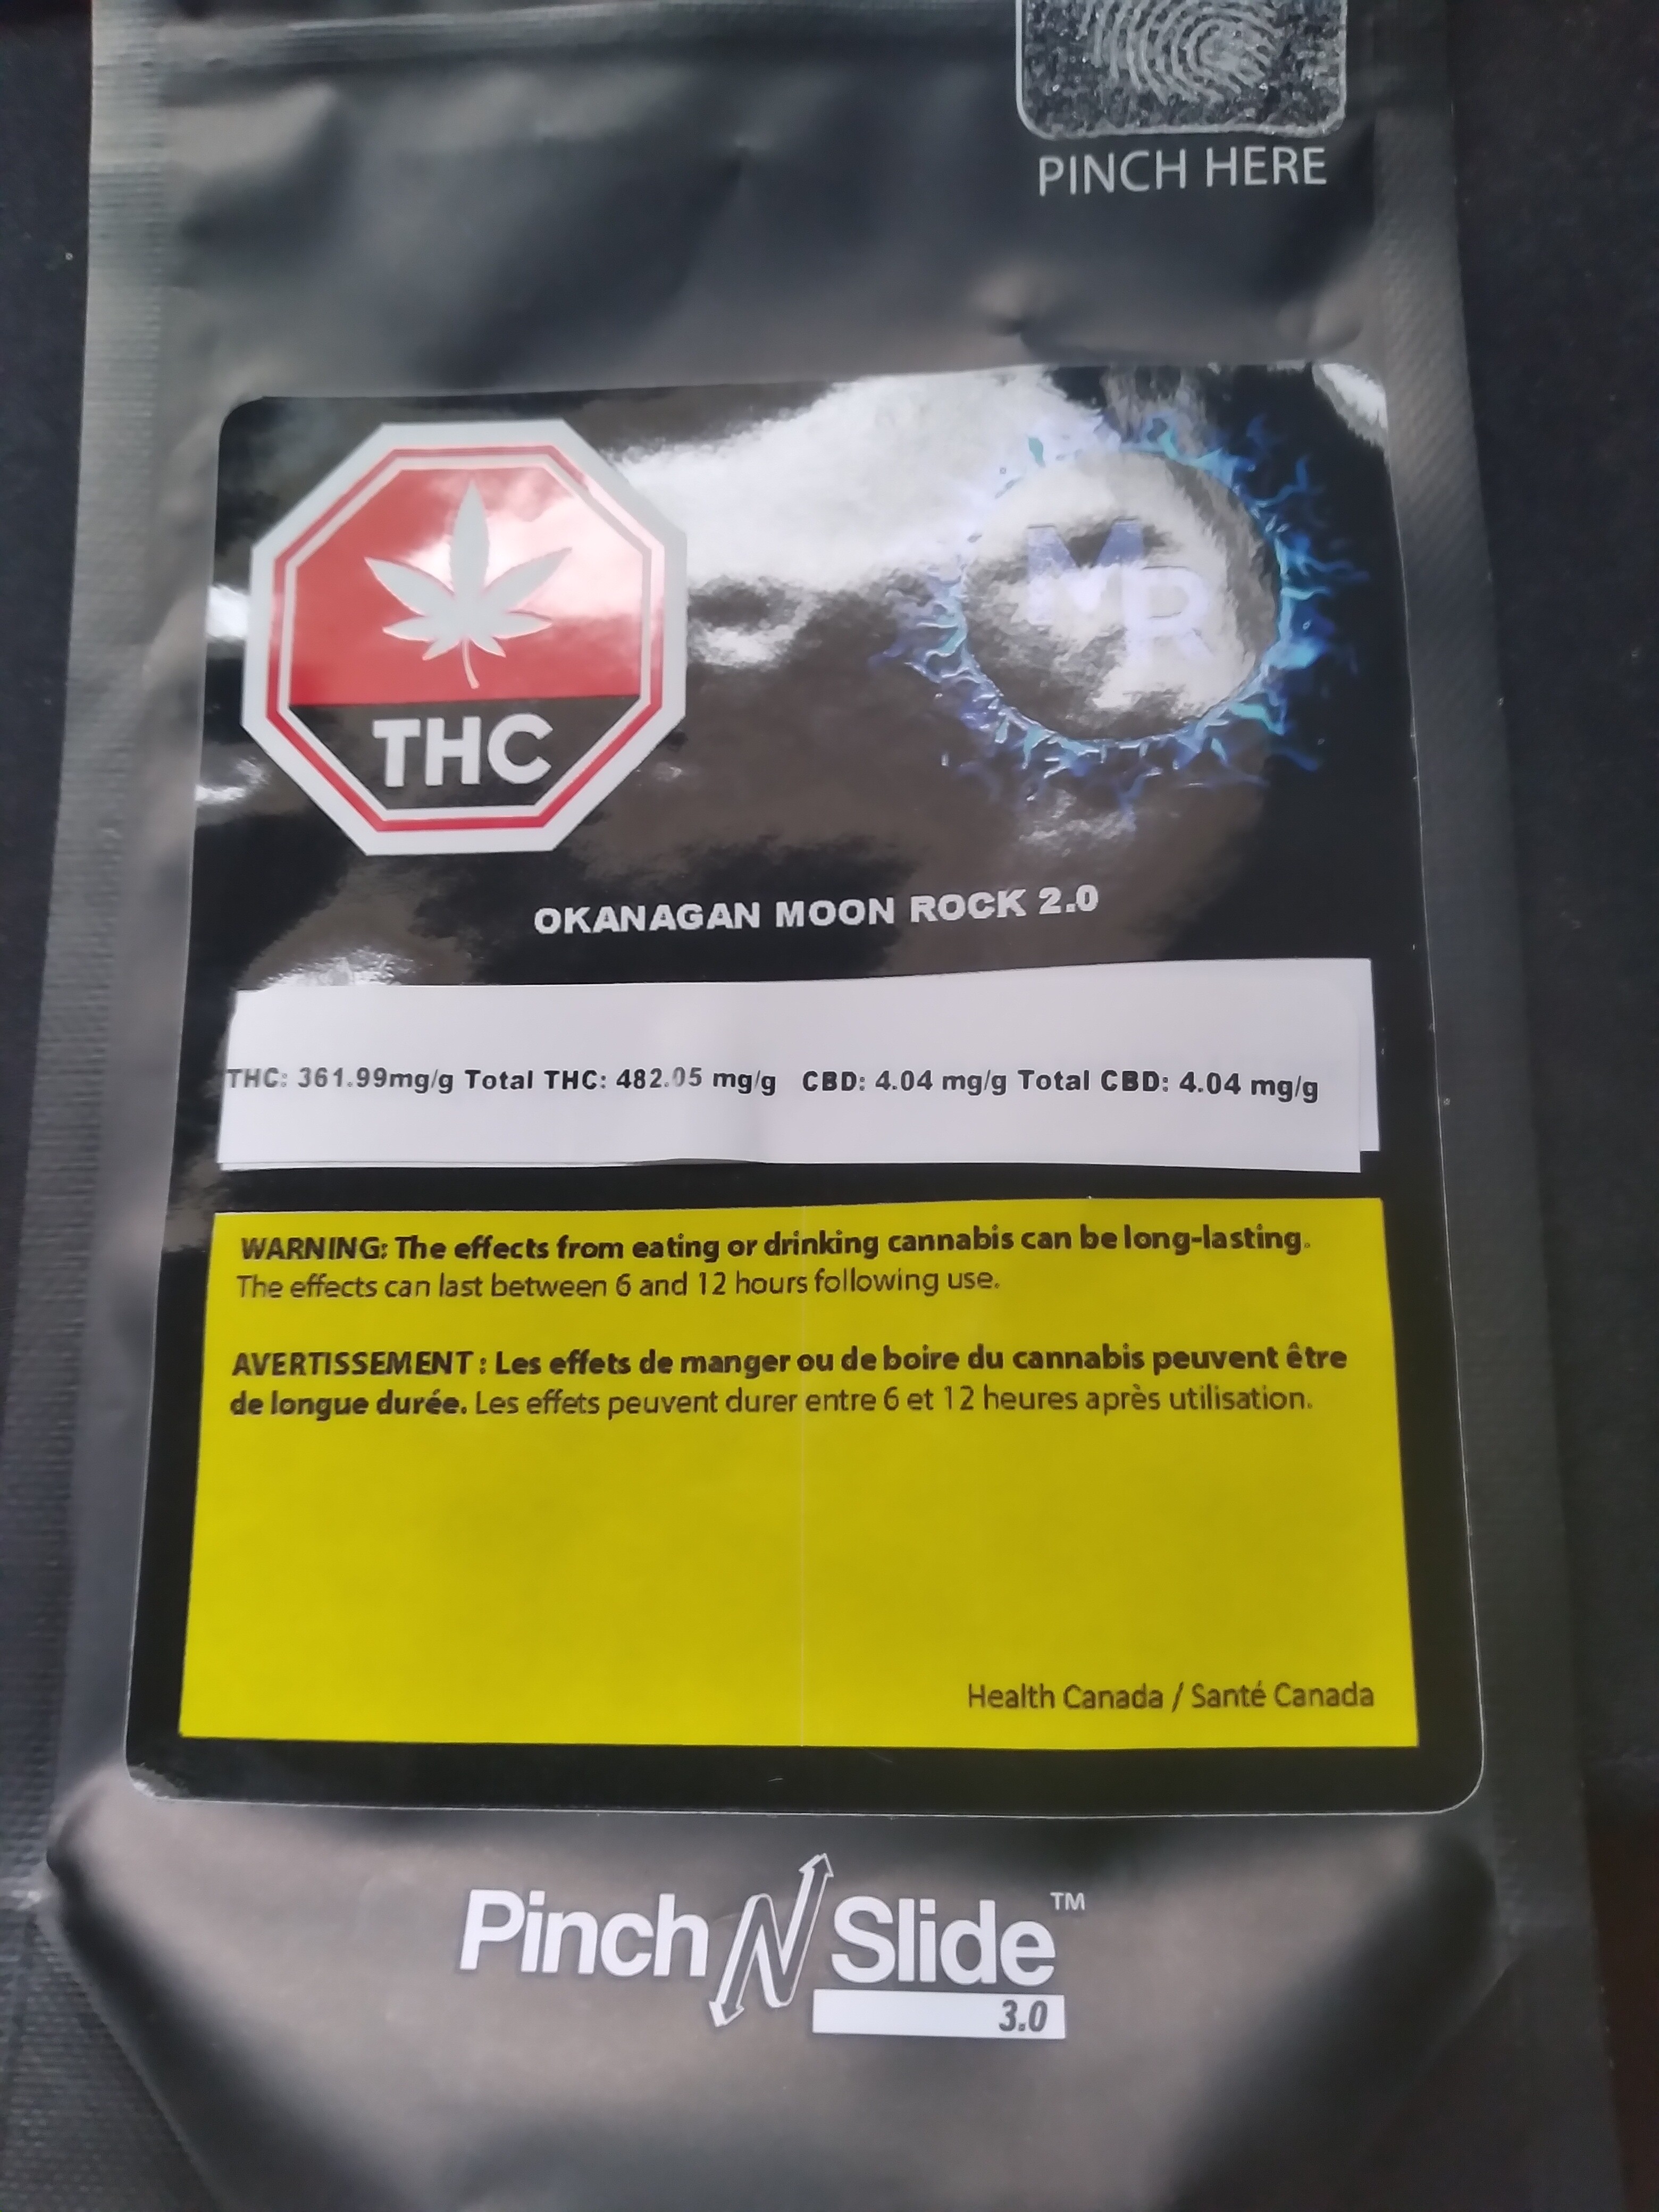 PINCH HERE
MR
THC
OKANAGAN MOON ROCK 2.0
THC: 361.99mg/g Total THC: 482.05 mg/g CBD: 4.04 mg/g Total CBD: 4.04 mg/g
WARNING: The effects from eating or drinking cannabis can be long-lasting.
The effects can last between 6 and 12 hours following use.
AVERTISSEMENT : Les effets de manger ou de boire du cannabis peuvent être
de longue durée. Les effets peuvent durer entre 6 et 12 heures après utilisation.
Health Canada / Santé Canada
Pinch N Slide™
3.0